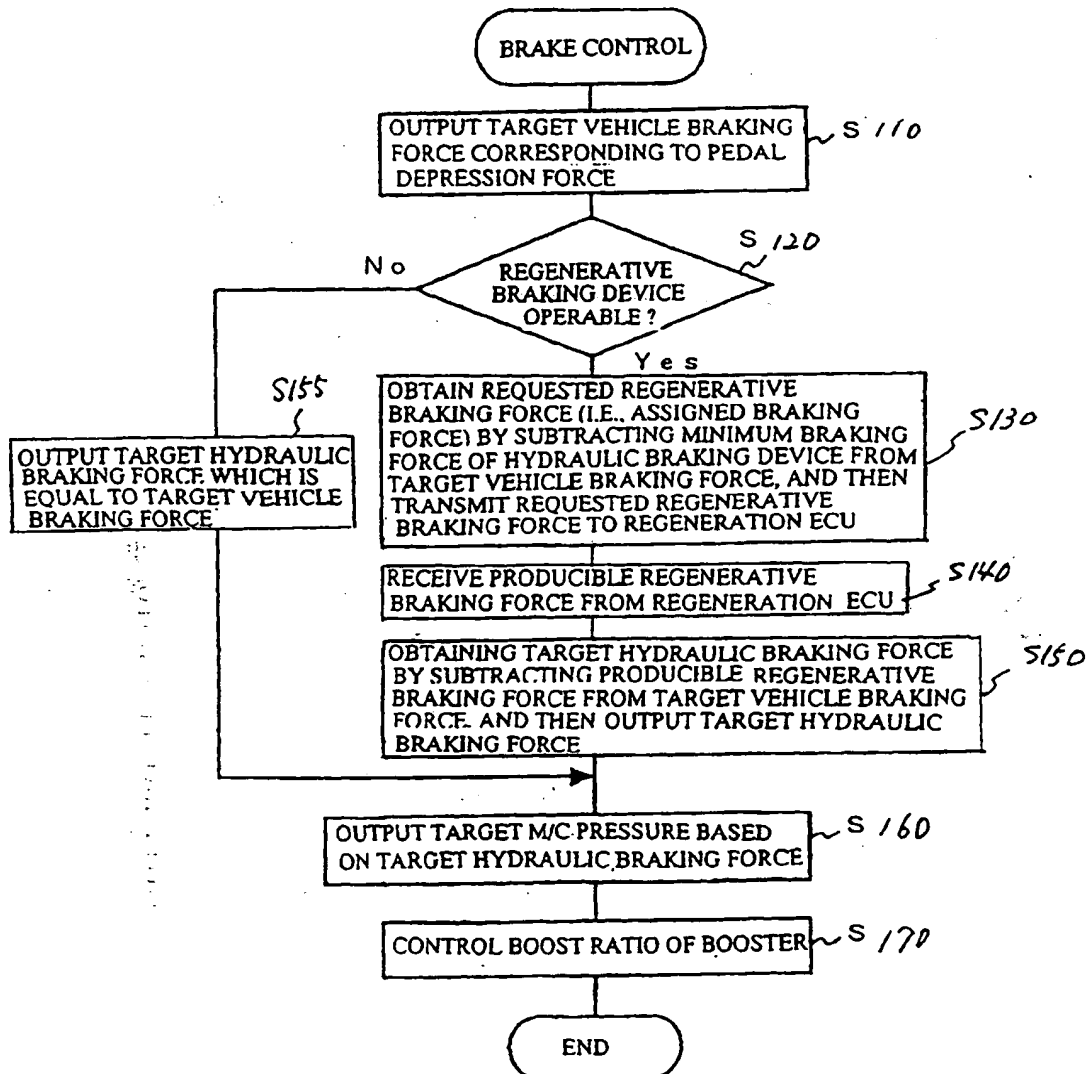 BRAKE CONTROL
OUTPUT TARGET VEHICLE BRAKING
FORCE CORRESPONDING TO PEDAL
DEPRESSION FORCE
S 110
S 120
No
REGENERATIVE
BRAKING DEVICE
OPERABLE ?
Yes
S155
OUTPUT TARGET HYDRAULIC
BRAKING FORCE WHICH IS
EQUAL TO TARGET VEHICLE
BRAKING FORCE
OBTAIN REQUESTED REGENERATIVE
BRAKING FORCE (I.E., ASSIGNED BRAKING
FORCE) BY SUBTRACTING MINIMUM BRAKING
FORCE OF HYDRAULIC BRAKING DEVICE FROM
TARGET VEHICLE BRAKING FORCE, AND THEN
TRANSMIT REQUESTED REGENERATIVE
BRAKING FORCE TO REGENERATION ECU
S130
RECEIVE PRODUCIBLE REGENERATIVE
BRAKING FORCE FROM REGENERATION ECU
S140
OBTAINING TARGET HYDRAULIC BRAKING FORCE
BY SUBTRACTING PRODUCIBLE REGENERATIVE
BRAKING FORCE FROM TARGET VEHICLE BRAKING
FORCE. AND THEN OUTPUT TARGET HYDRAULIC
BRAKING FORCE
S150
OUTPUT TARGET M/C PRESSURE BASED
ON TARGET HYDRAULIC BRAKING FORCE
S 160
CONTROL BOOST RATIO OF BOOSTER
S 170
END